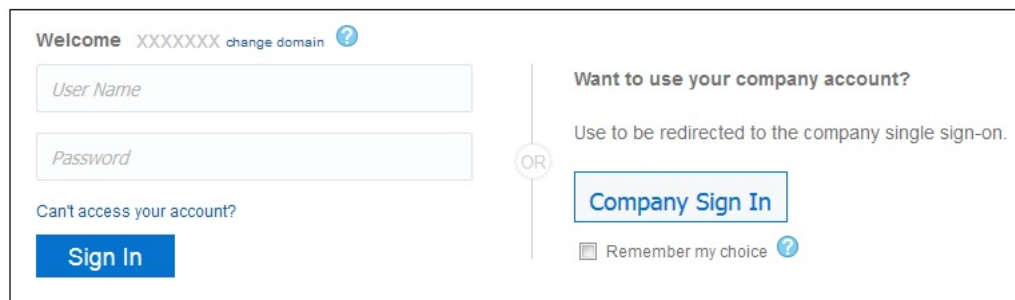 Welcome XXXXXXX change domain ?
User Name
Password
Can't access your account?
Sign In
OR
Want to use your company account?
Use to be redirected to the company single sign-on.
Company Sign In
Remember my choice ?